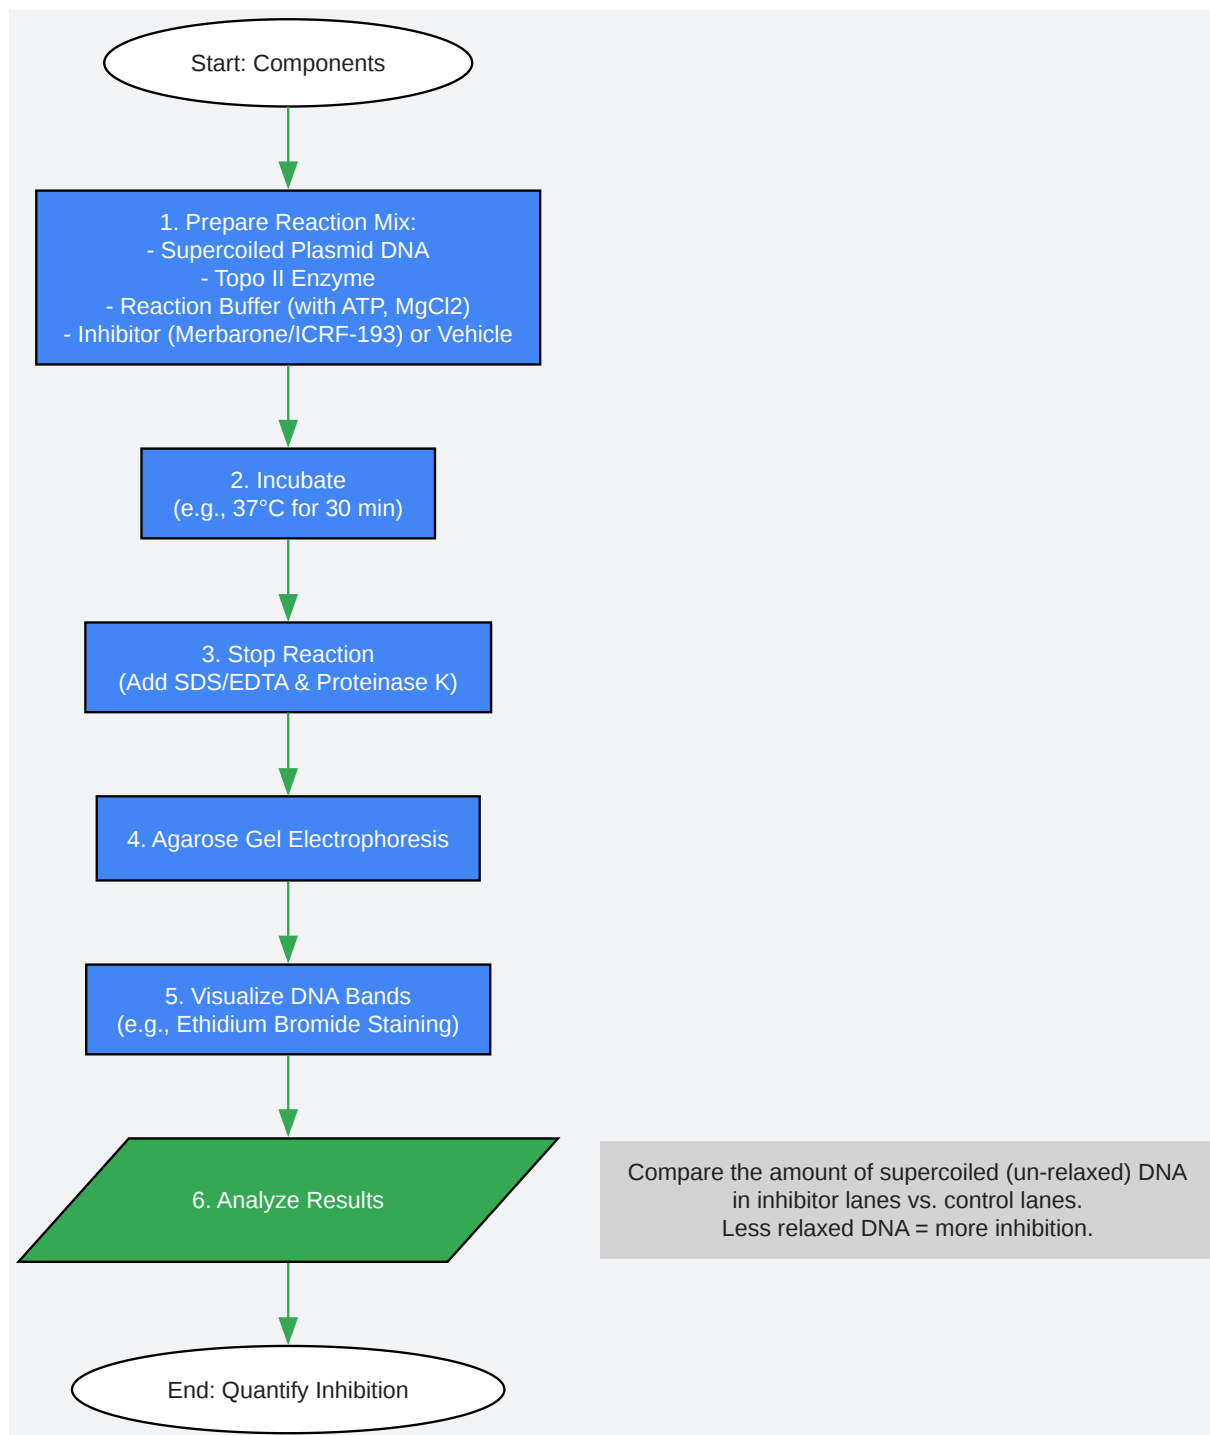 Start: Components
1. Prepare Reaction Mix:
- Supercoiled Plasmid DNA
- Topo II Enzyme
- Reaction Buffer (with ATP, MgCl2)
- Inhibitor (Merbarone/ICRF-193) or Vehicle
2. Incubate
(e.g., 37°C for 30 min)
3. Stop Reaction
(Add SDS/EDTA & Proteinase K)
4. Agarose Gel Electrophoresis
5. Visualize DNA Bands
(e.g., Ethidium Bromide Staining)
6. Analyze Results
Compare the amount of supercoiled (un-relaxed) DNA
in inhibitor lanes vs. control lanes.
Less relaxed DNA = more inhibition.
End: Quantify Inhibition